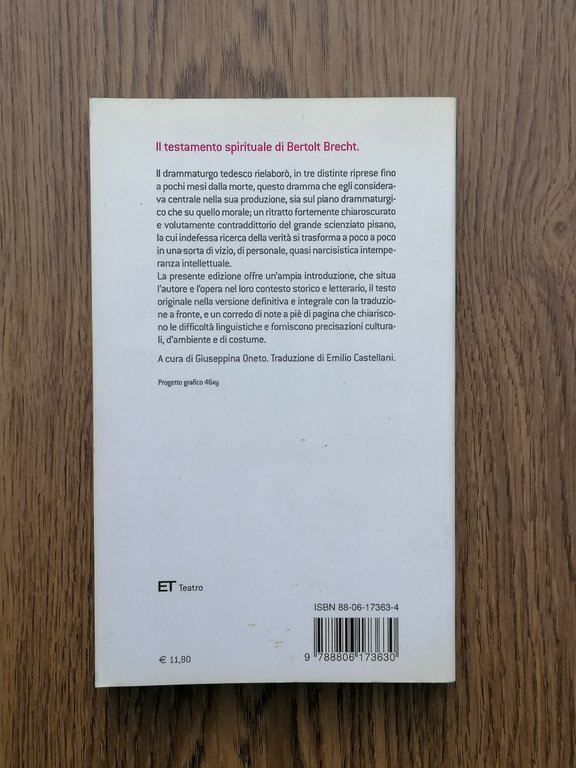 Il testamento spirituale di Bertolt Brecht.
Il drammaturgo tedesco rielaborò, in tre distinte riprese fino
a pochi mesi dalla morte, questo dramma che egli considera-
va centrale nella sua produzione, sia sul piano drammaturgi-
co che su quello morale; un ritratto fortemente chiaroscurato
e volutamente contraddittorio del grande scienziato pisano,
la cui indefessa ricerca della verità si trasforma a poco a poco
in una sorta di vizio, di personale, quasi narcisistica intempe-
ranza intellettuale.
La presente edizione offre un'ampia introduzione, che situa
l'autore e l'opera nel loro contesto storico e letterario, il testo
originale nella versione definitiva e integrale con la traduzio-
ne a fronte, e un corredo di note a piè di pagina che chiarisco-
no le difficoltà linguistiche e forniscono precisazioni cultura-
li, d'ambiente e di costume.
A cura di Giuseppina Oneto. Traduzione di Emilio Castellani.
Progetto grafico 46xy
ET Teatro
ISBN 88-06-17363-4
9 788806 173630
€ 11,80